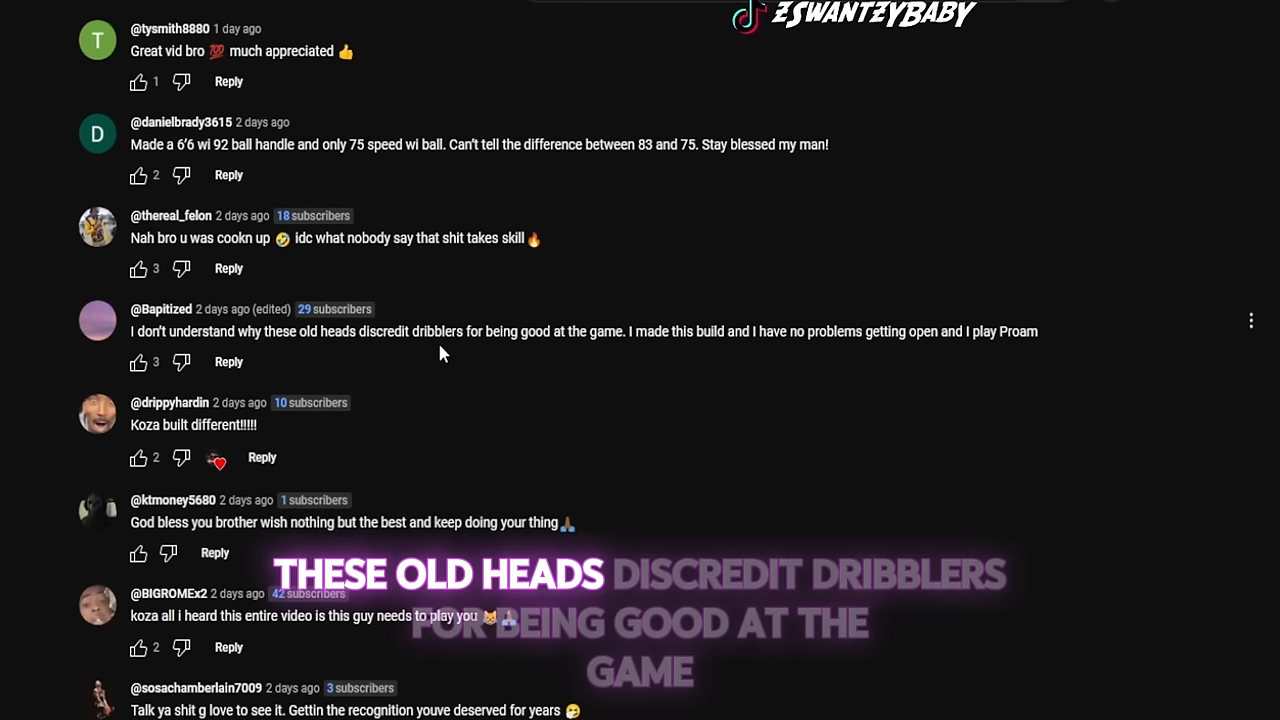 ZSWANTZYBABY
@tysmith8880 1 day ago
Great vid bro 💯 much appreciated 👍
1 Reply
@danielbrady3615 2 days ago
Made a 6'6 wi 92 ball handle and only 75 speed wi ball. Can't tell the difference between 83 and 75. Stay blessed my man!
2 Reply
@thereal_felon 2 days ago 18 subscribers
Nah bro u was cookn up 🤣 idc what nobody say that shit takes skill🔥
3 Reply
@Bapitized 2 days ago (edited) 29 subscribers
I don't understand why these old heads discredit dribblers for being good at the game. I made this build and I have no problems getting open and I play Proam
3 Reply
@drippyhardin 2 days ago 10 subscribers
Koza built different!!!!!
2 Reply
@ktmoney5680 2 days ago 1 subscribers
God bless you brother wish nothing but the best and keep doing your thing🙏🏾
Reply
THESE OLD HEADS DISCREDIT DRIBBLERS
FOR BEING GOOD AT THE
GAME
@BIGROMEx2 2 days ago 42 subscribers
koza all i heard this entire video is this guy needs to play you 😼🙏🏽
2 Reply
@sosachamberlain7009 2 days ago 3 subscribers
Talk ya shit g love to see it. Gettin the recognition youve deserved for years 🤧
T
D